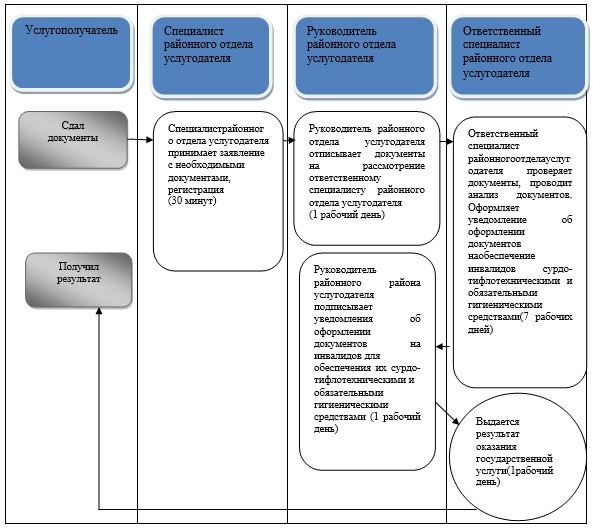 Услугополучатель
Специалист
районного отдела
услугодателя
Руководитель
районного отдела
услугодателя
Ответственный
специалист
районного отдела
услугодателя
Сдал
документы
Специалистрайонног
о отдела услугодателя
принимает заявление
с необходимыми
документами,
регистрация
(30 минут)
Руководитель районного
отдела услугодателя
отписывает документы
на рассмотрение
ответственному
специалисту районного
отдела услугодателя
(1 рабочий день)
Ответственный
специалист
районногоотделауслуг
одателя проверяет
документы, проводит
анализ документов.
Оформляет
уведомление об
оформлении
документов
наобеспечение
инвалидов сурдо-
тифлотехническими и
обязательными
гигиеническими
средствами(7 рабочих
дней)
Получил
результат
Руководитель
районного района
услугодателя
подписывает
уведомления об
оформлении
документов на
инвалидов для
обеспечения их сурдо-
тифлотехническими и
обязательными
гигиеническими
средствами (1 рабочий
день)
Выдается
результат
оказания
государственной
услуги(1рабочий
день)